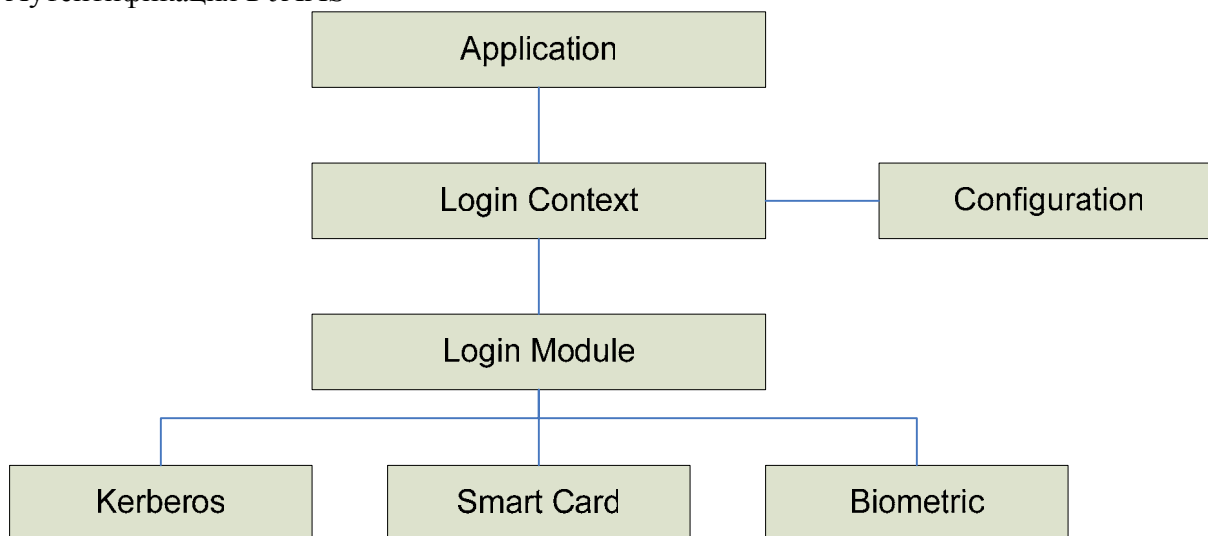 Аутентификация в JAAS
Application
Login Context
Configuration
Login Module
Kerberos
Smart Card
Biometric